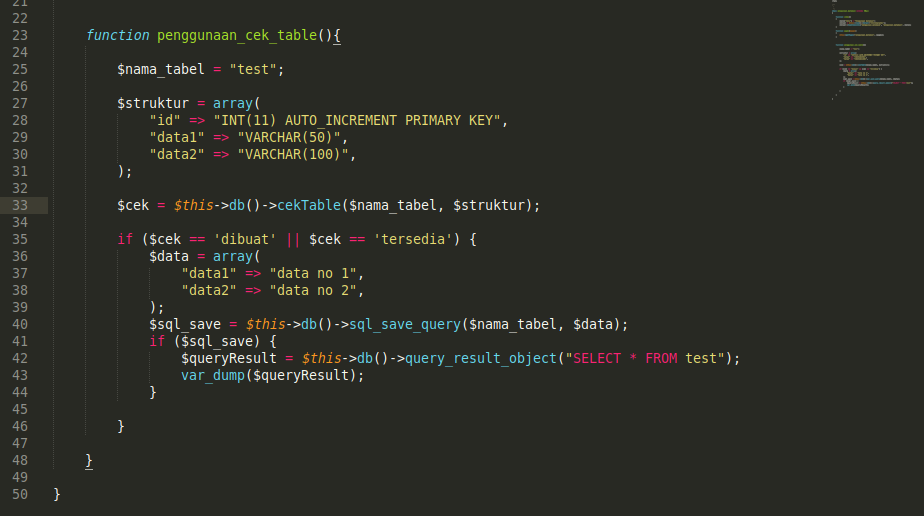 21
22
23 function penggunaan_cek_table(){
24
25 $nama_tabel = "test";
26
27 $struktur = array(
28 "id" => "INT(11) AUTO_INCREMENT PRIMARY KEY",
29 "data1" => "VARCHAR(50)",
30 "data2" => "VARCHAR(100)",
31 );
32
33 $cek = $this->db()->cekTable($nama_tabel, $struktur);
34
35 if ($cek == 'dibuat' || $cek == 'tersedia') {
36 $data = array(
37 "data1" => "data no 1",
38 "data2" => "data no 2",
39 );
40 $sql_save = $this->db()->sql_save_query($nama_tabel, $data);
41 if ($sql_save) {
42 $queryResult = $this->db()->query_result_object("SELECT * FROM test");
43 var_dump($queryResult);
44 }
45
46 }
47
48 }
49
50 }